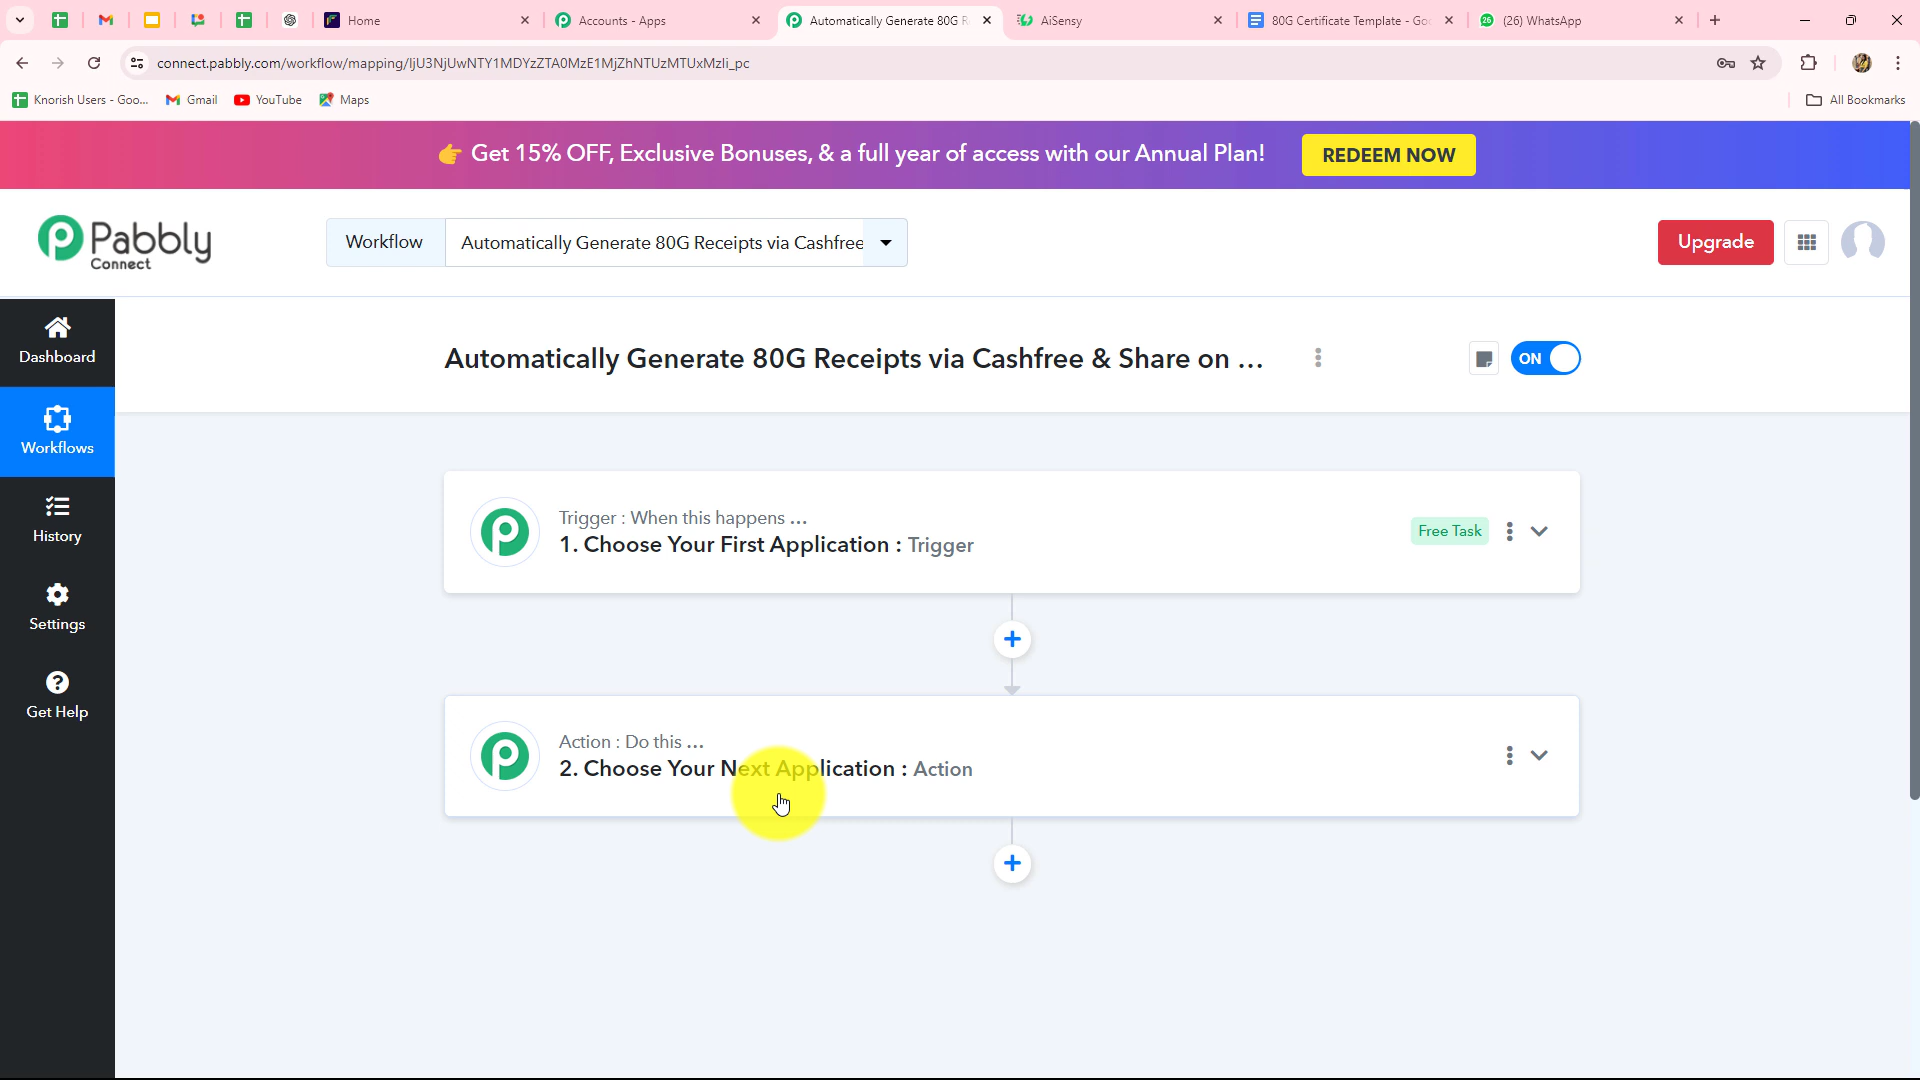 Home
Accounts - Apps
Automatically Generate 80G R
AiSensy
80G Certificate Template - Go
(26) WhatsApp
connect.pabbly.com/workflow/mapping/IjU3NjUwNTY1MDYzZTA0MzE1MjZhNTUzMTUxMzIi_pc
Knorish Users - Goo...
Gmail
YouTube
Maps
All Bookmarks
Get 15% OFF, Exclusive Bonuses, & a full year of access with our Annual Plan!
REDEEM NOW
Pabbly
Connect
Workflow
Automatically Generate 80G Receipts via Cashfree
Upgrade
Dashboard
Automatically Generate 80G Receipts via Cashfree & Share on ...
ON
Workflows
History
Settings
Get Help
Trigger : When this happens ...
1. Choose Your First Application : Trigger
Free Task
Action : Do this ...
2. Choose Your Next Application : Action